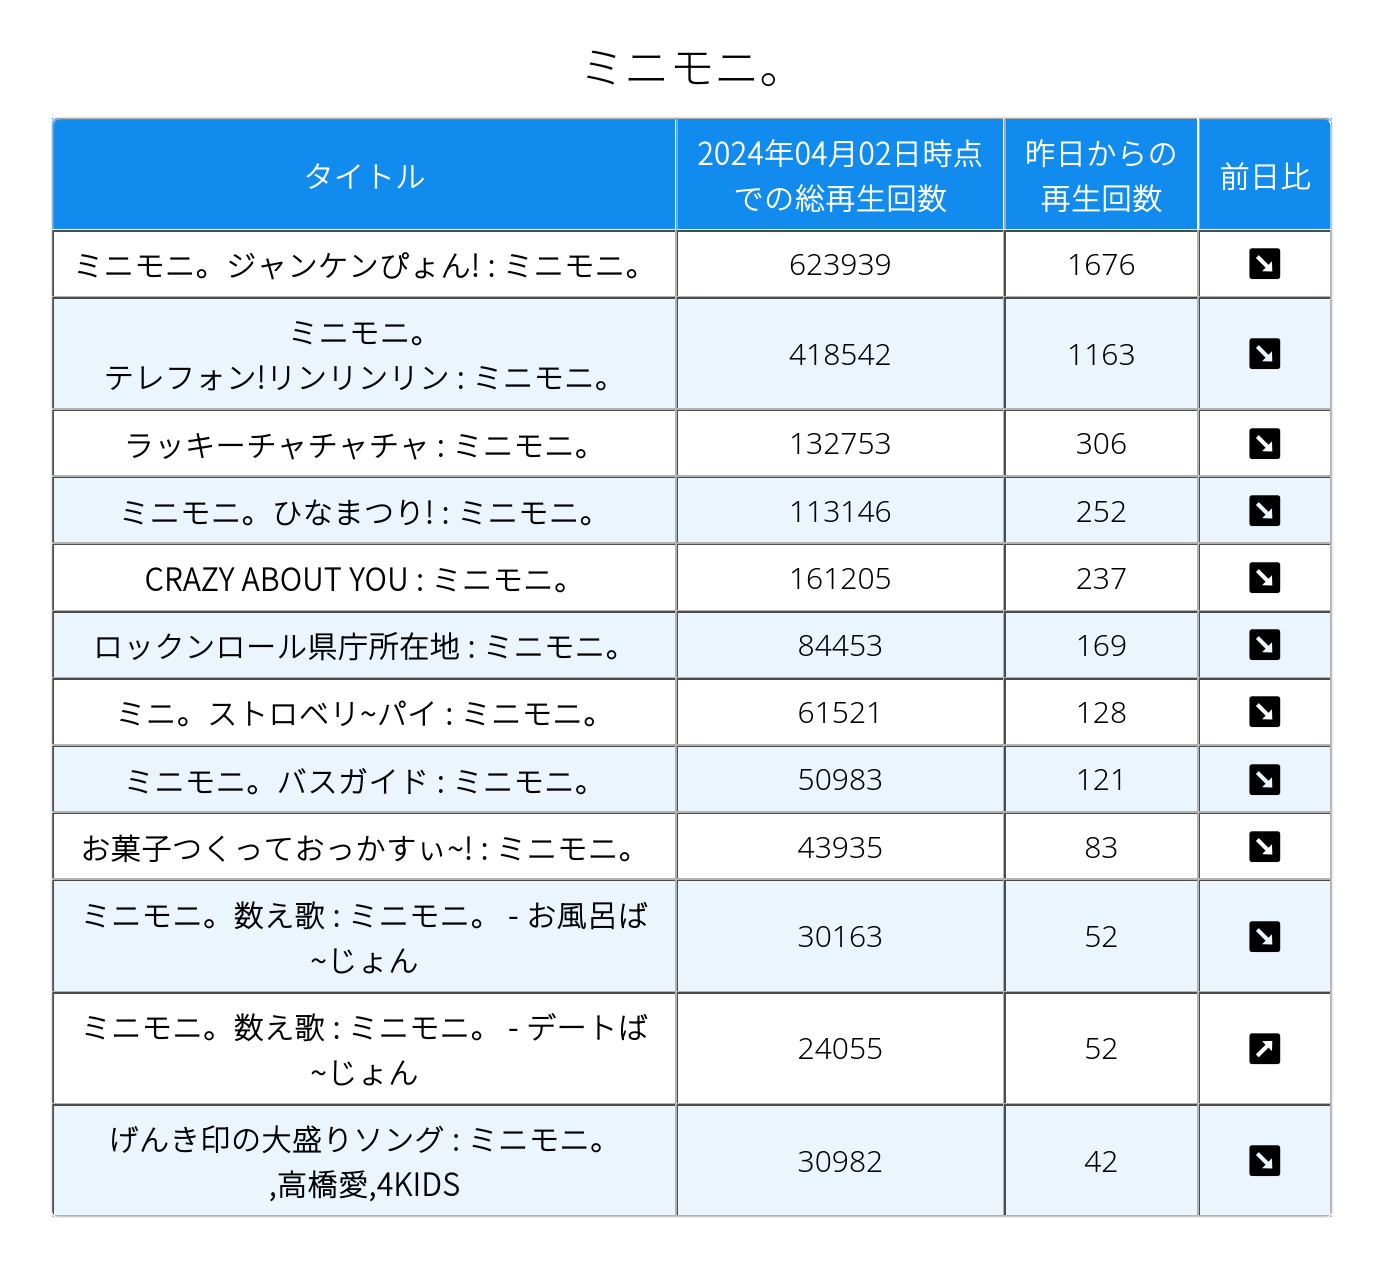 ミニモニ。
タイトル
2024年04月02日時点
での総再生回数
昨日からの
再生回数
前日比
ミニモニ。ジャンケンぴょん! : ミニモニ。
623939
1676
ミニモニ。
テレフォン!リンリンリン : ミニモニ。
418542
1163
ラッキーチャチャチャ : ミニモニ。
132753
306
ミニモニ。ひなまつり! : ミニモニ。
113146
252
CRAZY ABOUT YOU : ミニモニ。
161205
237
ロックンロール県庁所在地 : ミニモニ。
84453
169
ミニ。ストロベリ~パイ : ミニモニ。
61521
128
ミニモニ。バスガイド : ミニモニ。
50983
121
お菓子つくっておっかすぃ~! : ミニモニ。
43935
83
ミニモニ。数え歌 : ミニモニ。 - お風呂ば
~じょん
30163
52
ミニモニ。数え歌 : ミニモニ。 - デートば
~じょん
24055
52
げんき印の大盛りソング : ミニモニ。
,高橋愛,4KIDS
30982
42